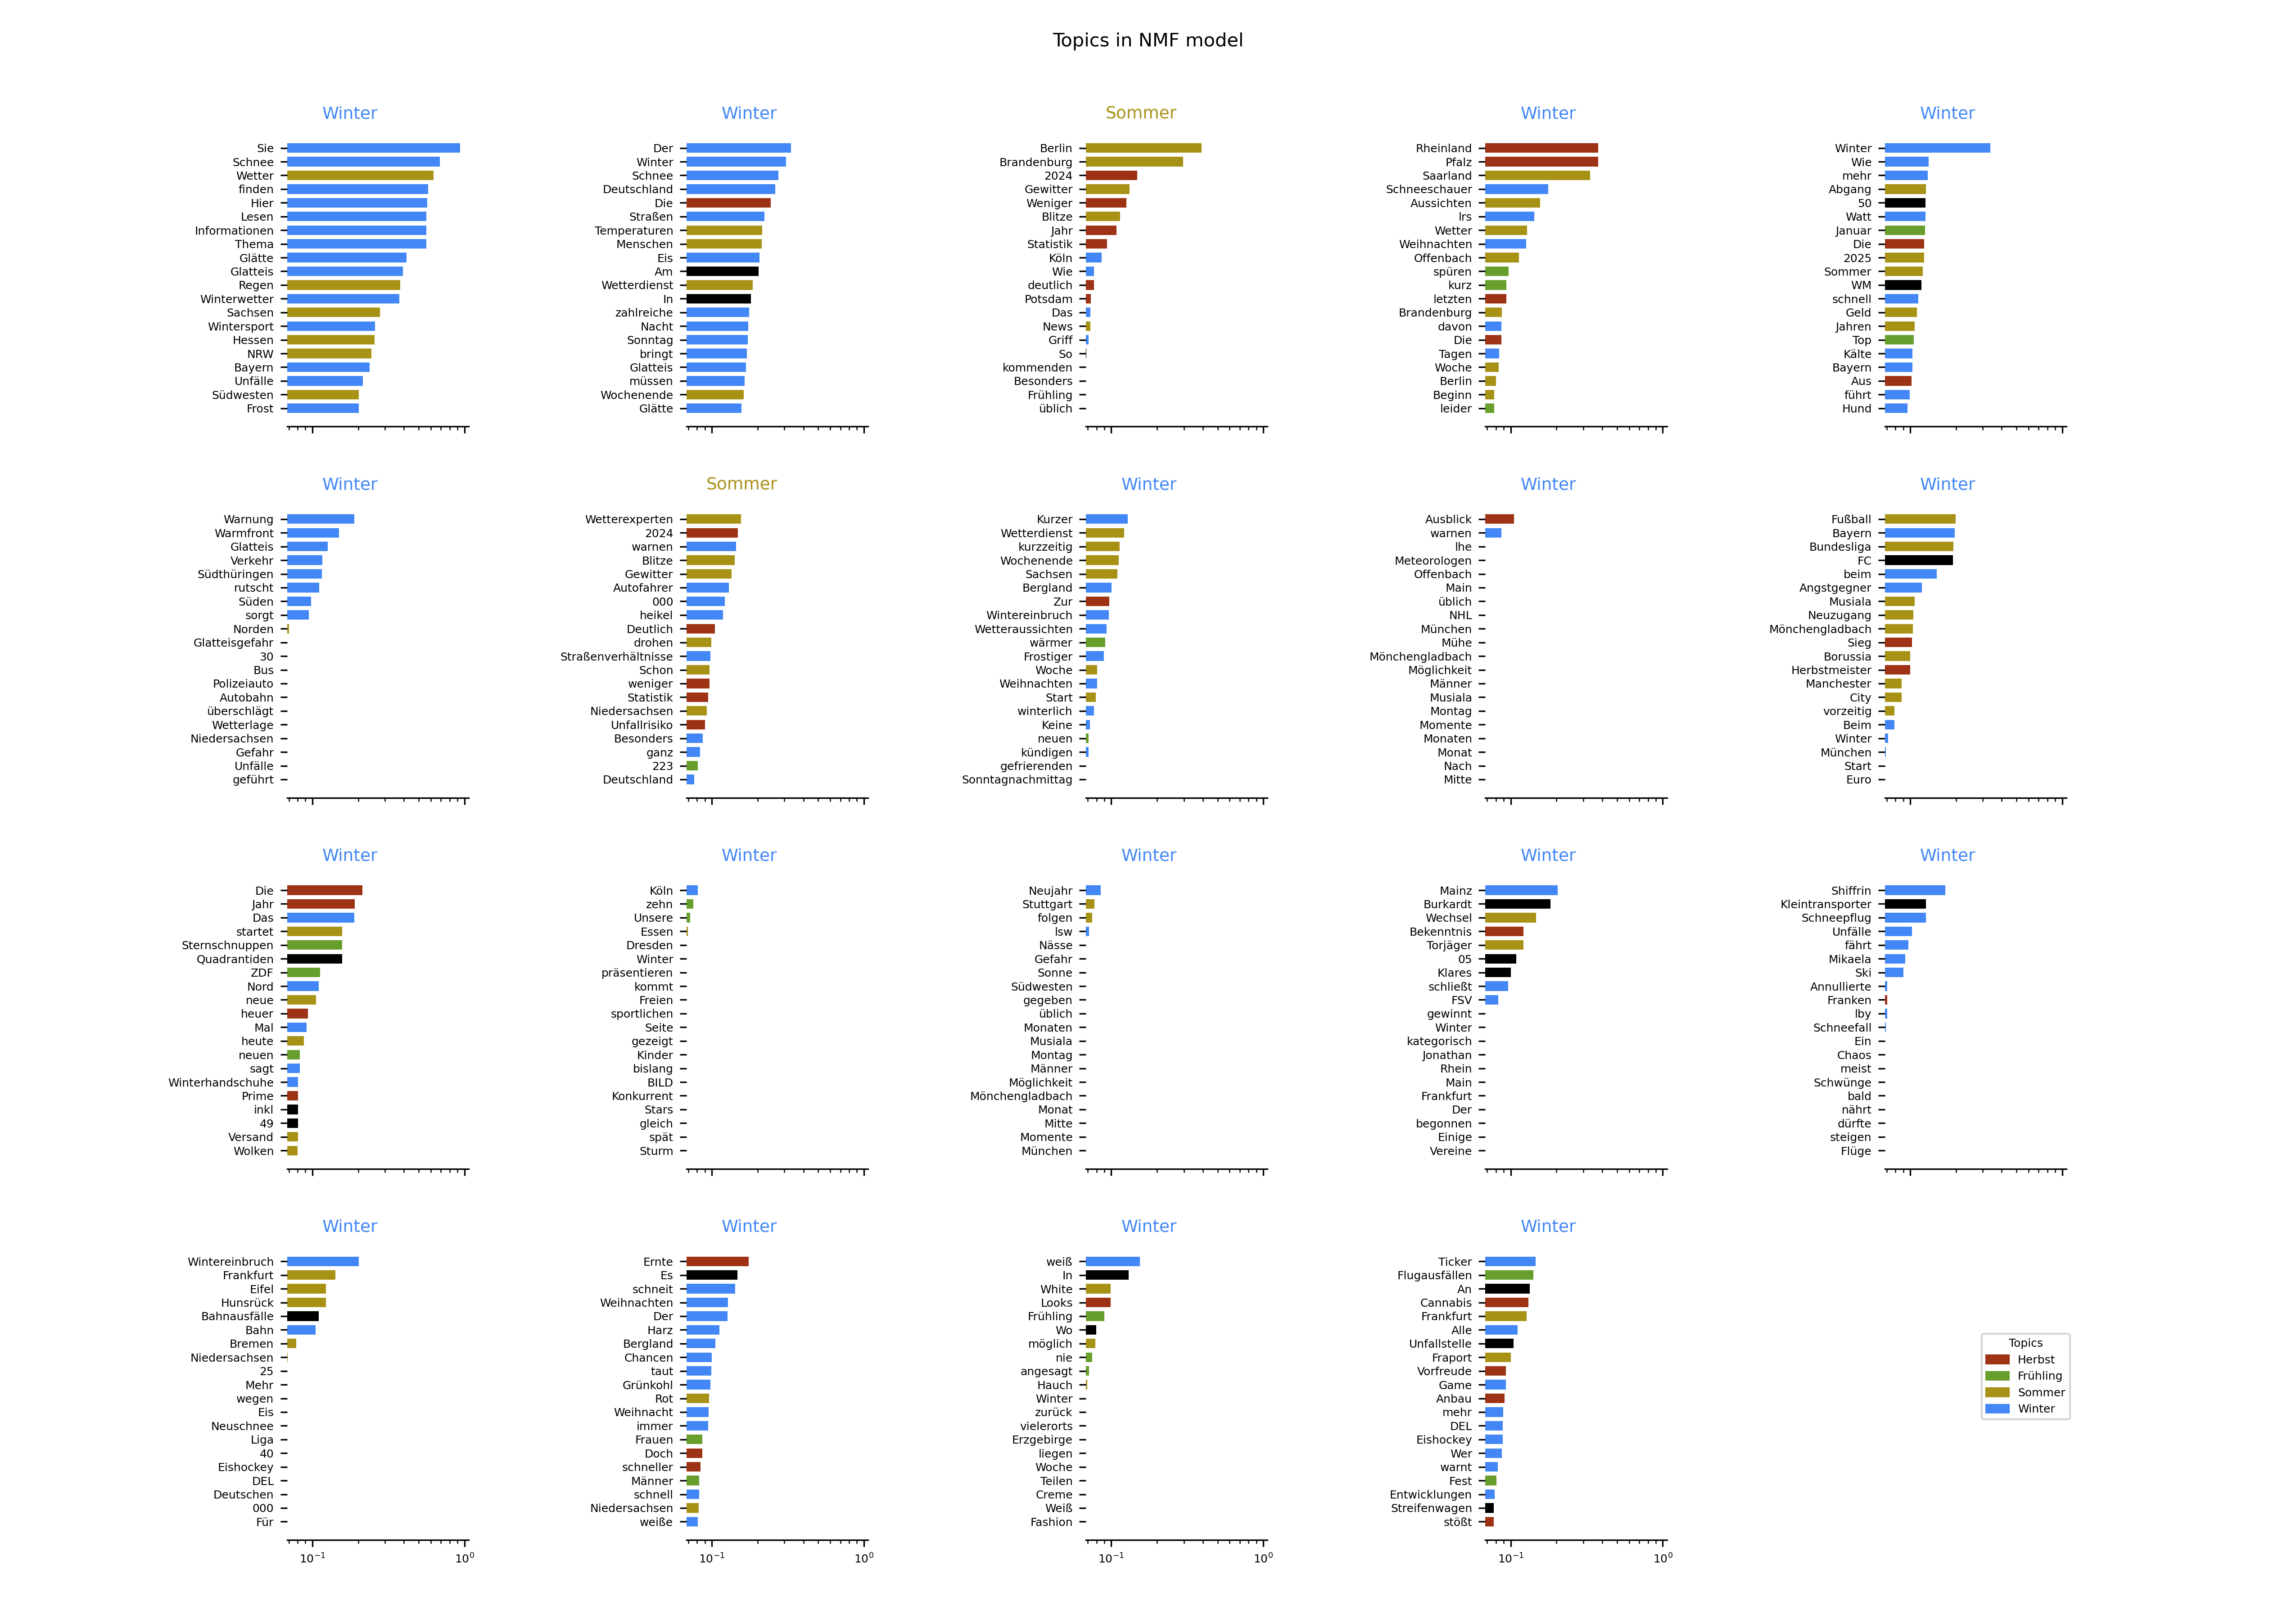 Topics in NMF model
Winter
Sie
Schnee
Wetter
finden
Hier
Lesen
Informationen
Thema
Glätte
Glatteis
Regen
Winterwetter
Sachsen
Wintersport
Hessen
NRW
Bayern
Unfälle
Südwesten
Frost
Winter
Der
Winter
Schnee
Deutschland
Die
Straßen
Temperaturen
Menschen
Eis
Am
Wetterdienst
In
zahlreiche
Nacht
Sonntag
bringt
Glatteis
müssen
Wochenende
Glätte
Sommer
Berlin
Brandenburg
2024
Gewitter
Weniger
Blitze
Jahr
Statistik
Köln
Wie
deutlich
Potsdam
Das
News
Griff
So
kommenden
Besonders
Frühling
üblich
Winter
Rheinland
Pfalz
Saarland
Schneeschauer
Aussichten
lrs
Wetter
Weihnachten
Offenbach
spüren
kurz
letzten
Brandenburg
davon
Die
Tagen
Woche
Berlin
Beginn
leider
Winter
Winter
Wie
mehr
Abgang
50
Watt
Januar
Die
2025
Sommer
WM
schnell
Geld
Jahren
Top
Kälte
Bayern
Aus
führt
Hund
Winter
Warnung
Warmfront
Glatteis
Verkehr
Südthüringen
rutscht
Süden
sorgt
Norden
Glatteisgefahr
30
Bus
Polizeiauto
Autobahn
überschlägt
Wetterlage
Niedersachsen
Gefahr
Unfälle
geführt
Sommer
Wetterexperten
2024
warnen
Blitze
Gewitter
Autofahrer
000
heikel
Deutlich
drohen
Straßenverhältnisse
Schon
weniger
Statistik
Niedersachsen
Unfallrisiko
Besonders
ganz
223
Deutschland
Winter
Kurzer
Wetterdienst
kurzzeitig
Wochenende
Sachsen
Bergland
Zur
Wintereinbruch
Wetteraussichten
wärmer
Frostiger
Woche
Weihnachten
Start
winterlich
Keine
neuen
kündigen
gefrierenden
Sonntagnachmittag
Winter
Ausblick
warnen
lhe
Meteorologen
Offenbach
Main
üblich
NHL
München
Mühe
Mönchengladbach
Möglichkeit
Männer
Musiala
Montag
Momente
Monaten
Monat
Nach
Mitte
Winter
Fußball
Bayern
Bundesliga
FC
beim
Angstgegner
Musiala
Neuzugang
Mönchengladbach
Sieg
Borussia
Herbstmeister
Manchester
City
vorzeitig
Beim
Winter
München
Start
Euro
Winter
Die
Jahr
Das
startet
Sternschnuppen
Quadrantiden
ZDF
Nord
neue
heuer
Mal
heute
neuen
sagt
Winterhandschuhe
Prime
inkl
49
Versand
Wolken
Winter
Köln
zehn
Unsere
Essen
Dresden
Winter
präsentieren
kommt
Freien
sportlichen
Seite
gezeigt
Kinder
bislang
BILD
Konkurrent
Stars
gleich
spät
Sturm
Winter
Neujahr
Stuttgart
folgen
lsw
Nässe
Gefahr
Sonne
Südwesten
gegeben
üblich
Monaten
Musiala
Montag
Männer
Möglichkeit
Mönchengladbach
Monat
Mitte
Momente
München
Winter
Mainz
Burkardt
Wechsel
Bekenntnis
Torjäger
05
Klares
schließt
FSV
gewinnt
Winter
kategorisch
Jonathan
Rhein
Main
Frankfurt
Der
begonnen
Einige
Vereine
Winter
Shiffrin
Kleintransporter
Schneepflug
Unfälle
fährt
Mikaela
Ski
Annullierte
Franken
lby
Schneefall
Ein
Chaos
meist
Schwünge
bald
nährt
dürfte
steigen
Flüge
Winter
Wintereinbruch
Frankfurt
Eifel
Hunsrück
Bahnausfälle
Bahn
Bremen
Niedersachsen
25
Mehr
wegen
Eis
Neuschnee
Liga
40
Eishockey
DEL
Deutschen
000
Für
10⁻¹ 10⁰
Winter
Ernte
Es
schneit
Weihnachten
Der
Harz
Bergland
Chancen
taut
Grünkohl
Rot
Weihnacht
immer
Frauen
Doch
schneller
Männer
schnell
Niedersachsen
weiße
10⁻¹ 10⁰
Winter
weiß
In
White
Looks
Frühling
Wo
möglich
nie
angesagt
Hauch
Winter
zurück
vielerorts
Erzgebirge
liegen
Woche
Teilen
Creme
Weiß
Fashion
10⁻¹ 10⁰
Winter
Ticker
Flugausfällen
An
Cannabis
Frankfurt
Alle
Unfallstelle
Fraport
Vorfreude
Game
Anbau
mehr
DEL
Eishockey
Wer
warnt
Fest
Entwicklungen
Streifenwagen
stößt
10⁻¹ 10⁰
Topics
Herbst
Frühling
Sommer
Winter